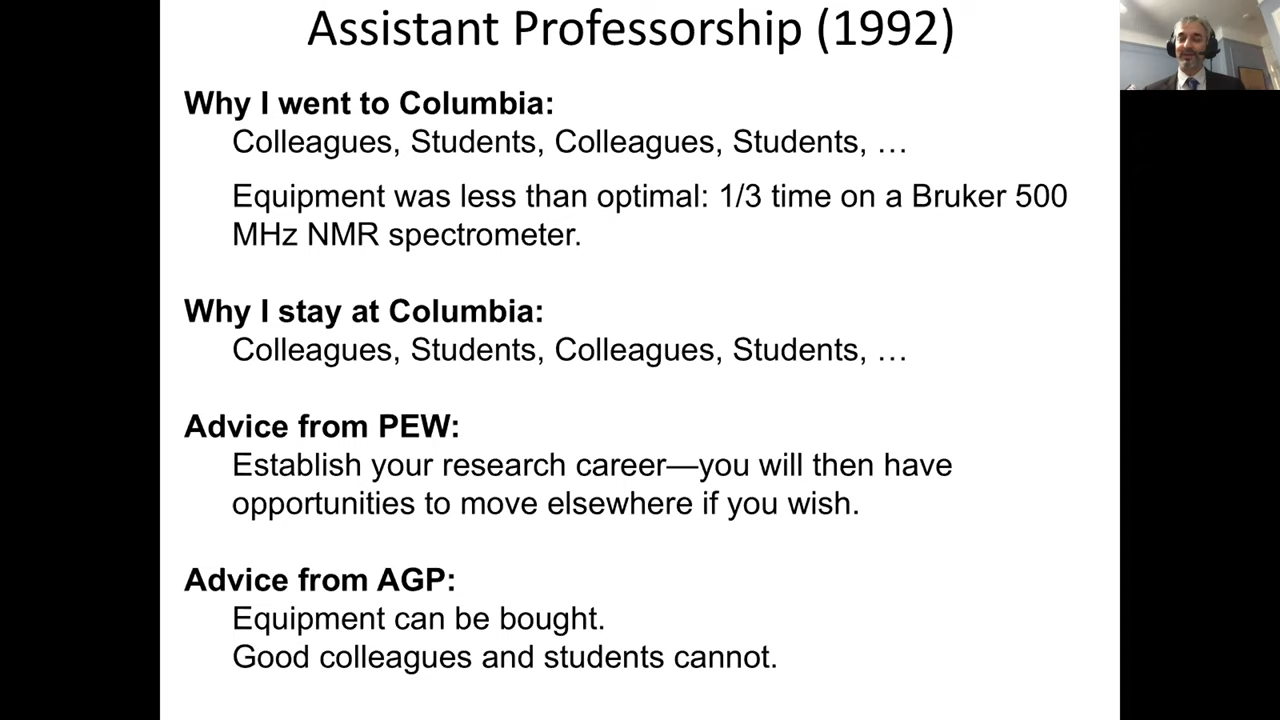 Assistant Professorship (1992)
Why I went to Columbia:
Colleagues, Students, Colleagues, Students, …
Equipment was less than optimal: 1/3 time on a Bruker 500
MHz NMR spectrometer.
Why I stay at Columbia:
Colleagues, Students, Colleagues, Students, …
Advice from PEW:
Establish your research career—you will then have
opportunities to move elsewhere if you wish.
Advice from AGP:
Equipment can be bought.
Good colleagues and students cannot.